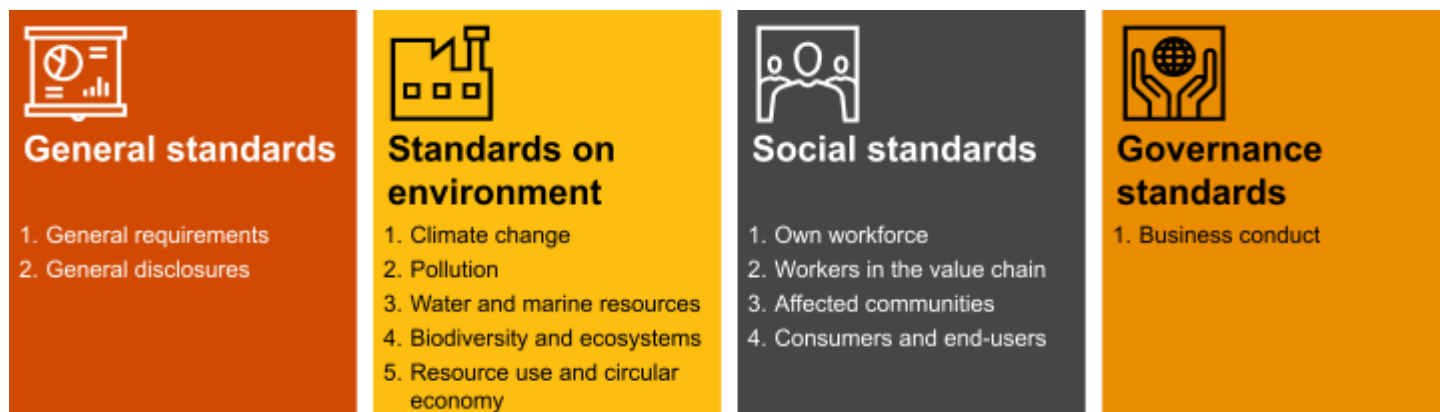 General standards
1. General requirements
2. General disclosures
Standards on
environment
1. Climate change
2. Pollution
3. Water and marine resources
4. Biodiversity and ecosystems
5. Resource use and circular
economy
Social standards
1. Own workforce
2. Workers in the value chain
3. Affected communities
4. Consumers and end-users
Governance
standards
1. Business conduct